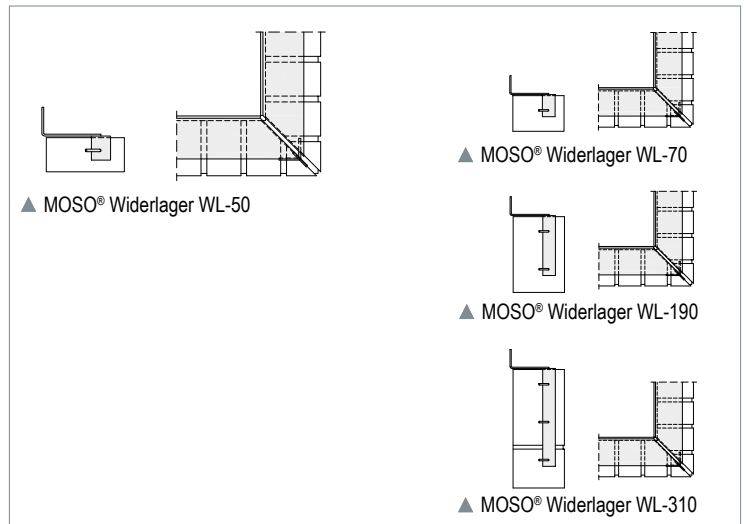 ▲ MOSO® Widerlager WL-50
▲ MOSO® Widerlager WL-70
▲ MOSO® Widerlager WL-190
▲ MOSO® Widerlager WL-310